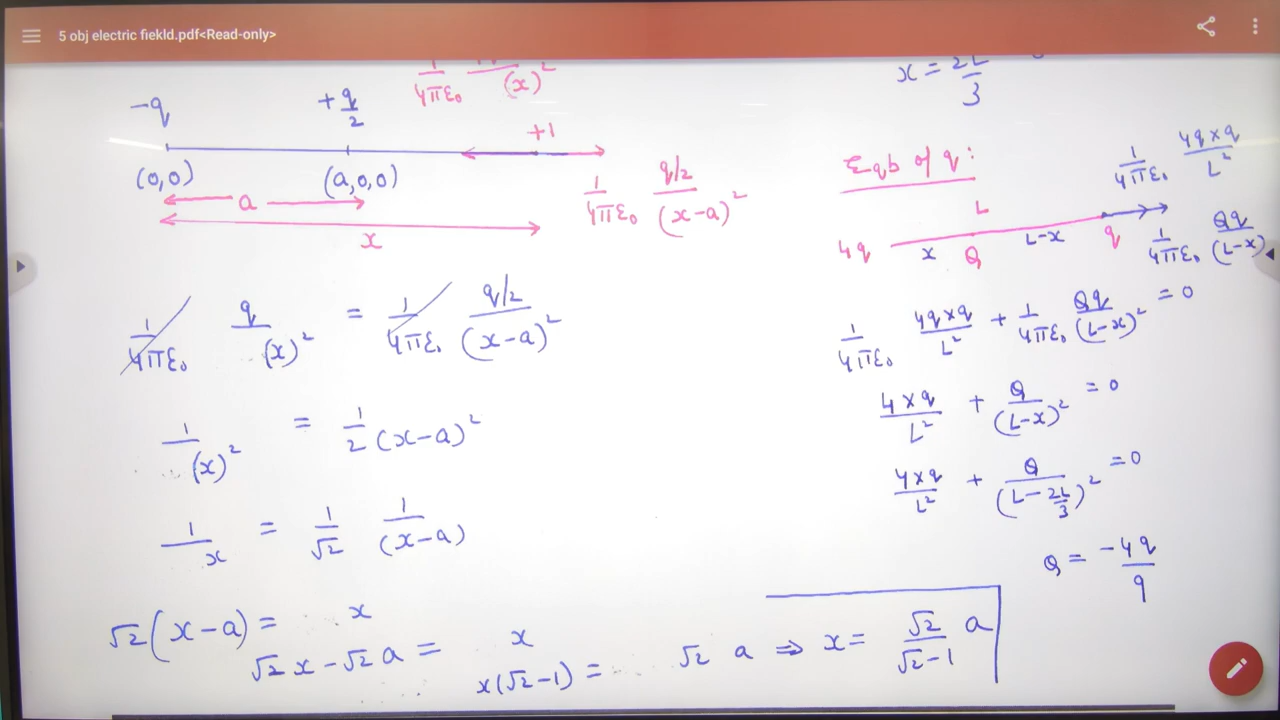 5 obj electric fiekld.pdf<Read-only>
-q
+q/2
1/4πε₀ (x)²
+1
(0,0)
(a,0,0)
a
x
1/4πε₀ q/2/(x-a)²
1/4πε₀ q/(x)² = 1/4πε₀ q/2/(x-a)²
1/(x)² = 1/2(x-a)²
1/x = 1/√2 1/(x-a)
√2(x-a) = x
√2x-√2a = x
x(√2-1) = √2 a ⇒ x = √2/√2-1 a
x = 2L/3
Eqb of q:
1/4πε₀ 4q×q/L²
L
4q x Q L-x q
1/4πε₀ Qq/(L-x)
1/4πε₀ 4q×q/L² + 1/4πε₀ Qq/(L-x)² = 0
4×q/L² + Q/(L-x)² = 0
4×q/L² + Q/(L-2L/3)² = 0
Q = -4q/9